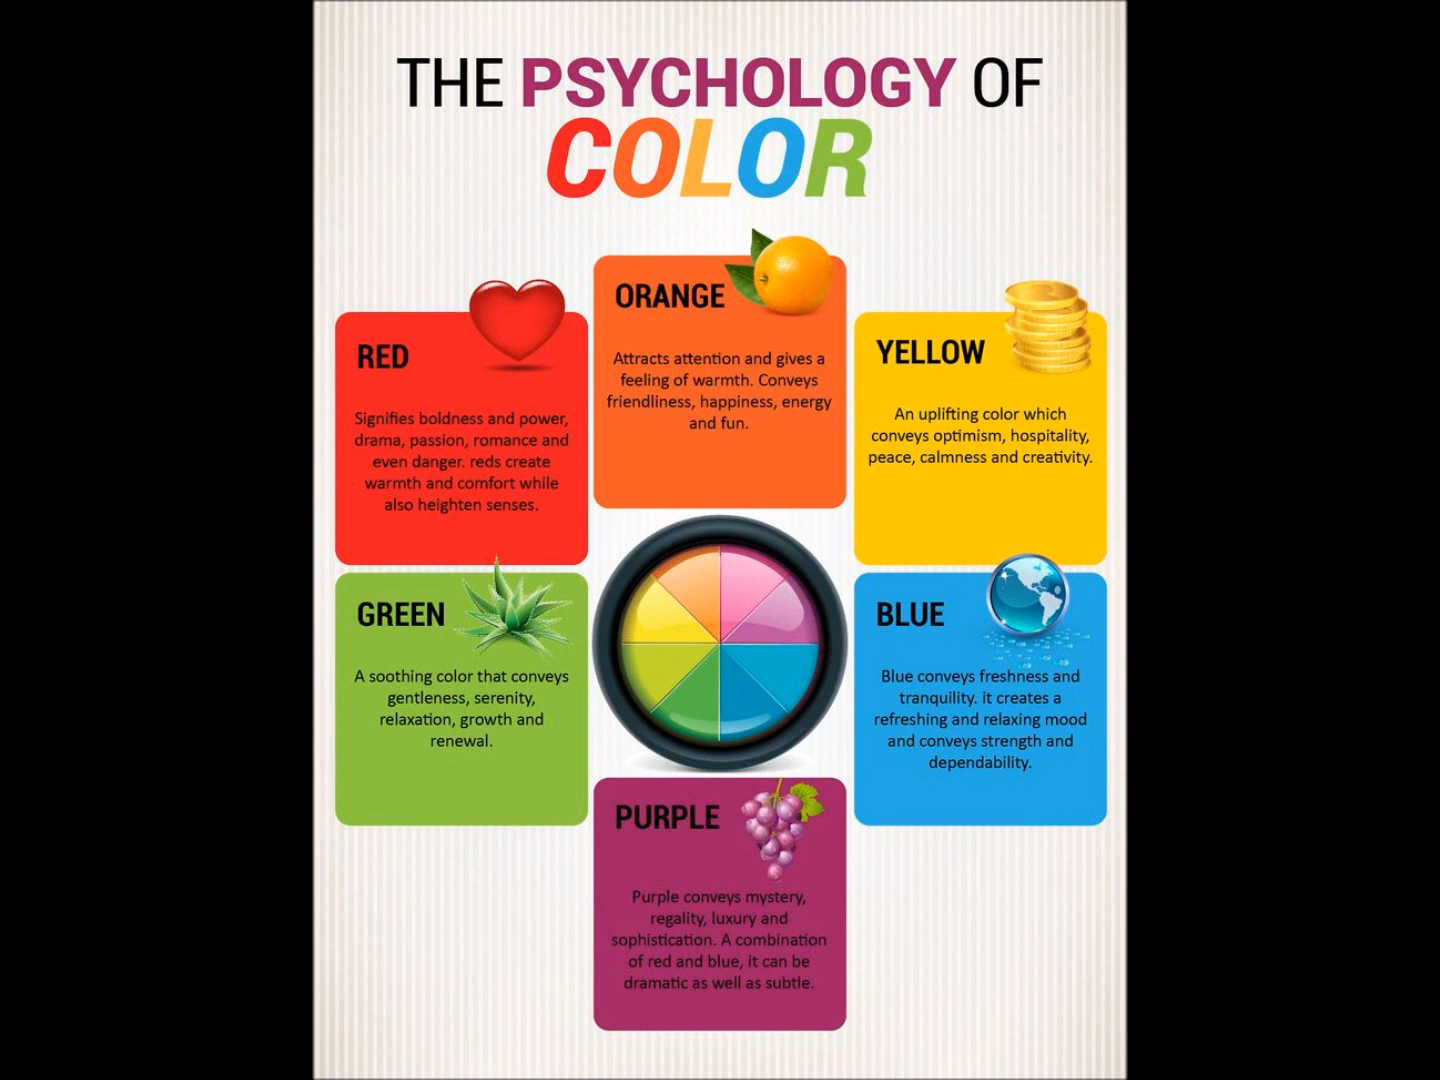 THE PSYCHOLOGY OF
COLOR
RED
Signifies boldness and power,
drama, passion, romance and
even danger. reds create
warmth and comfort while
also heighten senses.
ORANGE
Attracts attention and gives a
feeling of warmth. Conveys
friendliness, happiness, energy
and fun.
YELLOW
An uplifting color which
conveys optimism, hospitality,
peace, calmness and creativity.
GREEN
A soothing color that conveys
gentleness, serenity,
relaxation, growth and
renewal.
BLUE
Blue conveys freshness and
tranquility. it creates a
refreshing and relaxing mood
and conveys strength and
dependability.
PURPLE
Purple conveys mystery,
regality, luxury and
sophistication. A combination
of red and blue, it can be
dramatic as well as subtle.